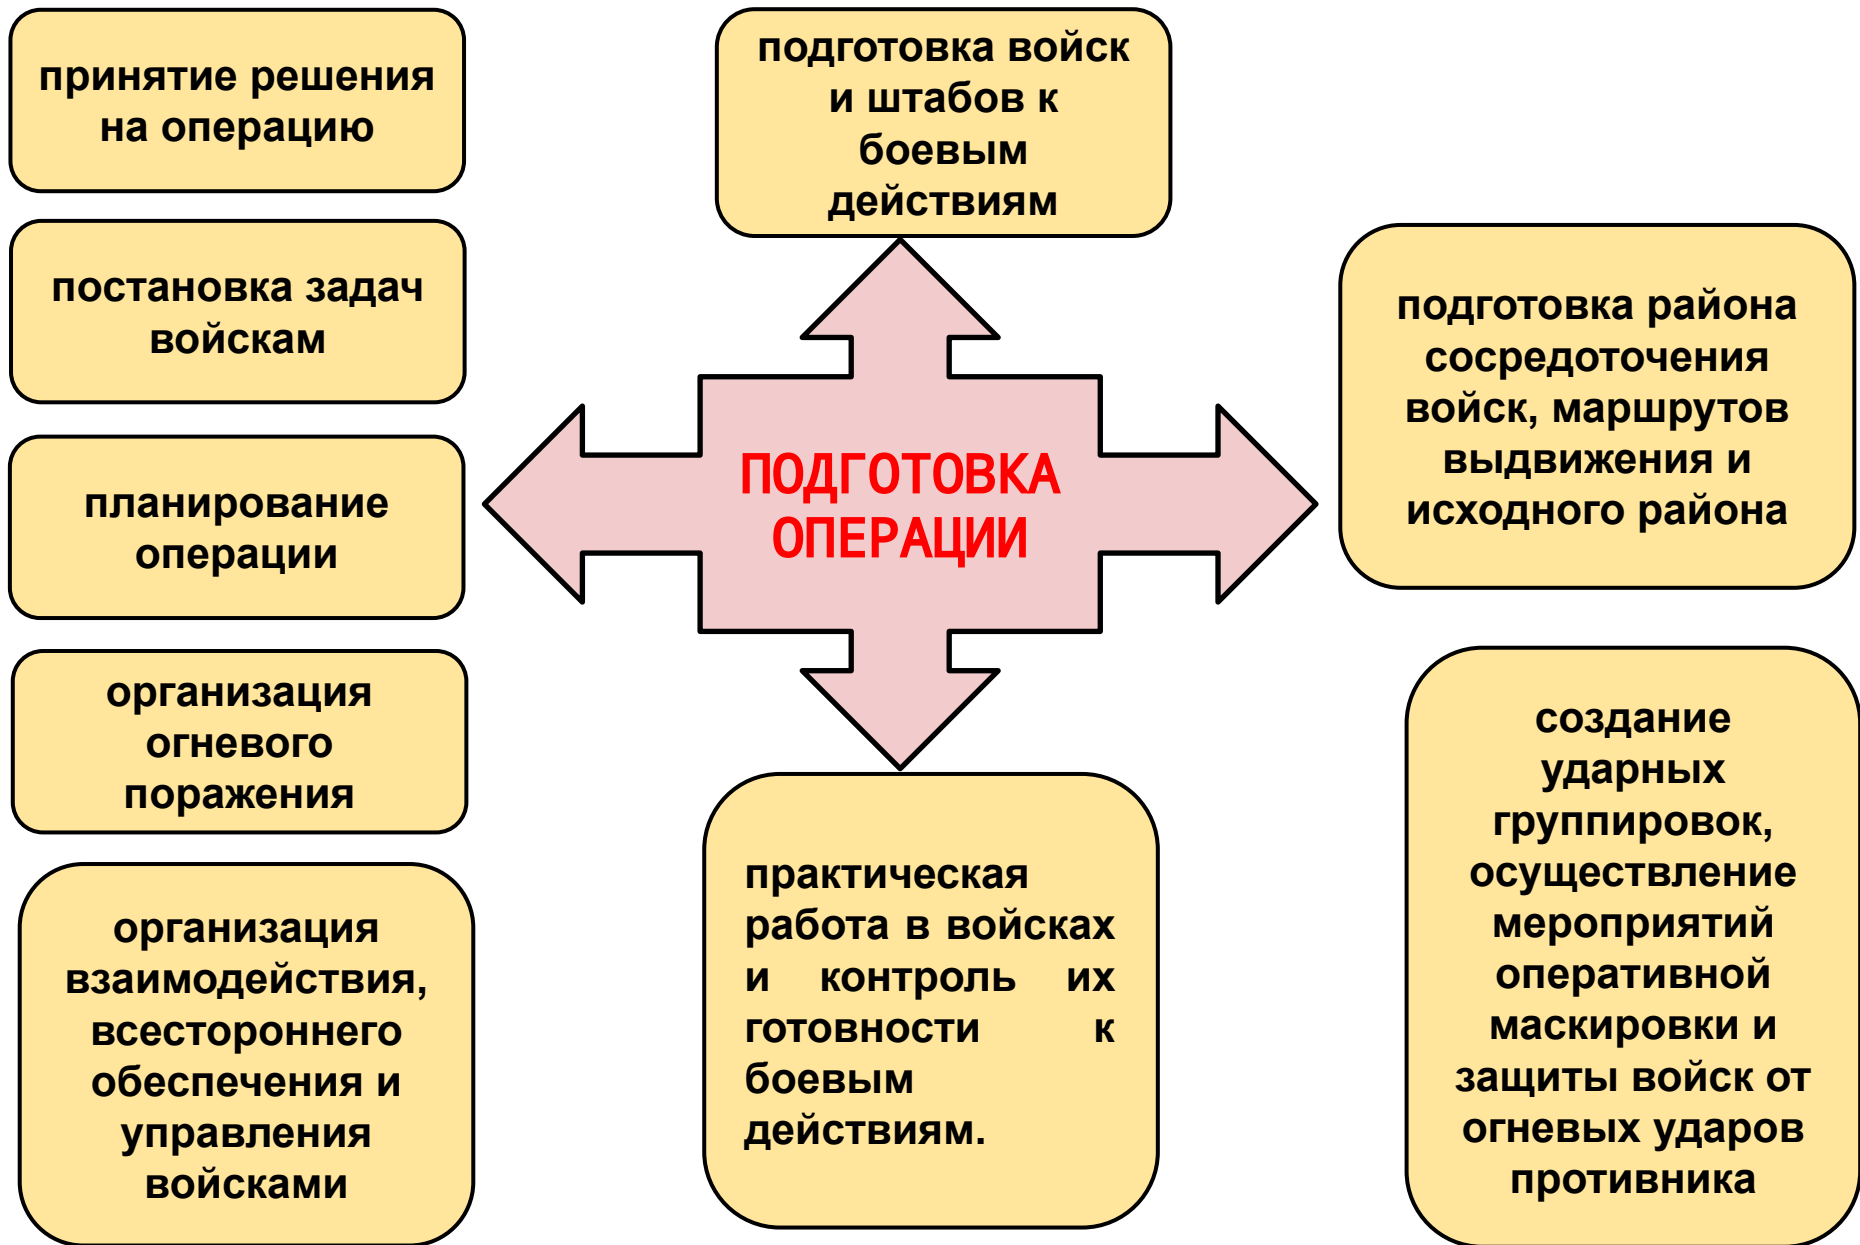 принятие решения
на операцию
постановка задач
войскам
планирование
операции
организация
огневого
поражения
организация
взаимодействия,
всестороннего
обеспечения и
управления
войсками
подготовка войск
и штабов к
боевым
действиям
ПОДГОТОВКА
ОПЕРАЦИИ
практическая
работа в войсках
и контроль их
готовности к
боевым
действиям.
подготовка района
сосредоточения
войск, маршрутов
выдвижения и
исходного района
создание
ударных
группировок,
осуществление
мероприятий
оперативной
маскировки и
защиты войск от
огневых ударов
противника